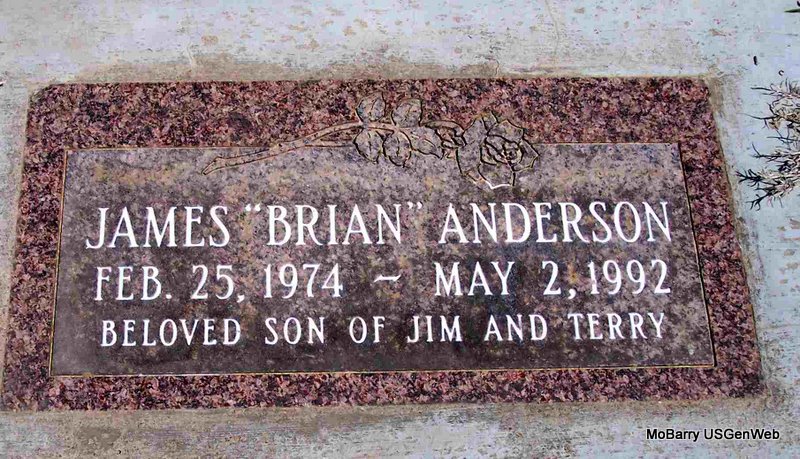 JAMES "BRIAN" ANDERSON
FEB. 25, 1974 ~ MAY 2, 1992
BELOVED SON OF JIM AND TERRY
MoBarry USGenWeb